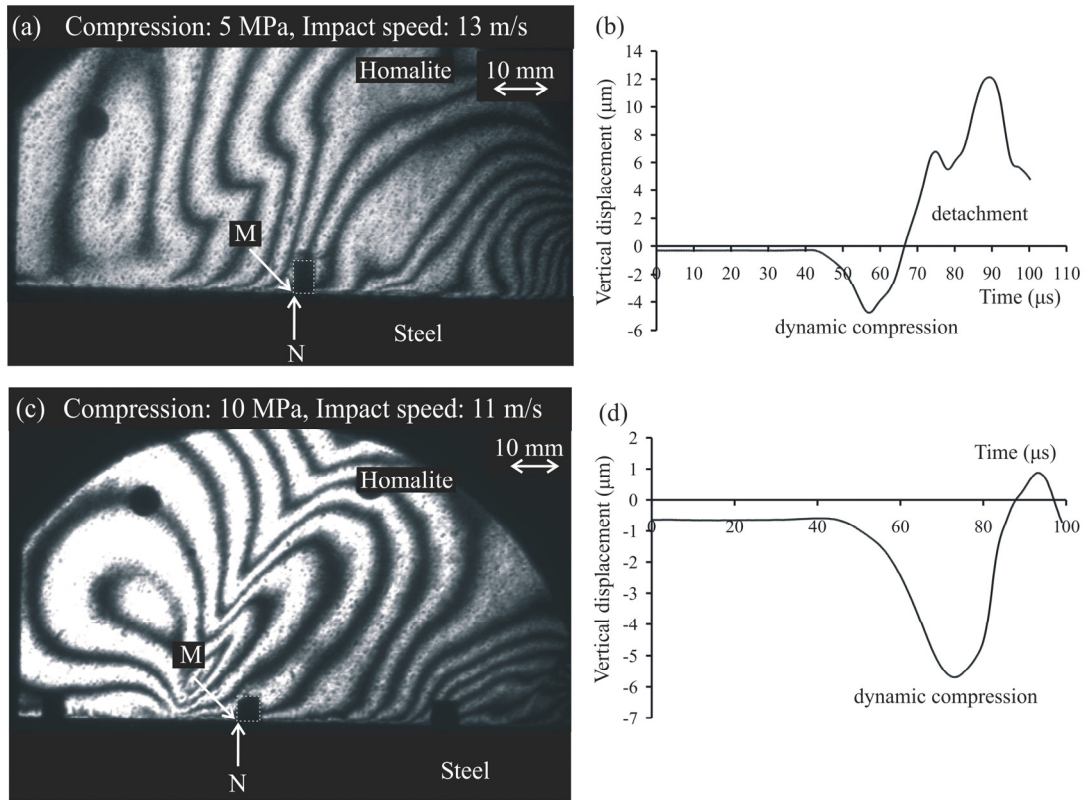 (a) Compression: 5 MPa, Impact speed: 13 m/s
Homalite
10 mm
M
N
Steel
(b)
Vertical displacement (μm)
14
12
10
8
6
4
2
0
-2
-4
-6
0 10 20 30 40 50 60 70 80 90 100 110
detachment
Time (μs)
dynamic compression
(c) Compression: 10 MPa, Impact speed: 11 m/s
10 mm
Homalite
M
N
Steel
(d)
Vertical displacement (μm)
2
1
0
-1
-2
-3
-4
-5
-6
-7
Time (μs)
0 20 40 60 80 100
dynamic compression